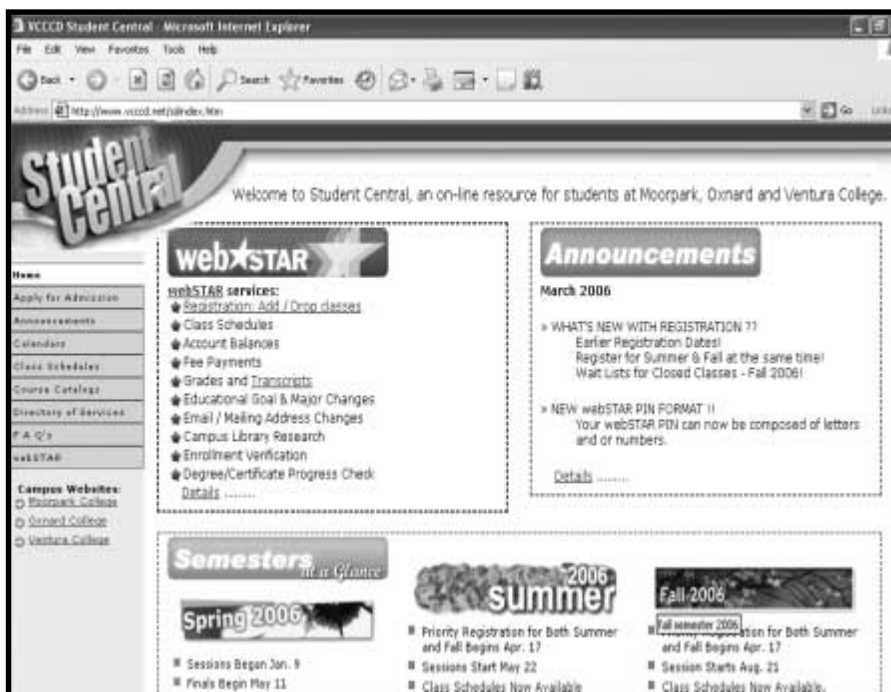 VCCCD Student Central - Microsoft Internet Explorer
File Edit View Favorites Tools Help
Back Search Favorites
Address http://www.vcccd.net/sitindex.htm Go Links
Student Central
Welcome to Student Central, an on-line resource for students at Moorpark, Oxnard and Ventura College.
Home
Apply for Admission
Announcements
Calendars
Class Schedules
Course Catalogs
Directory of Services
F A Q's
webSTAR
Campus Websites:
Moorpark College
Oxnard College
Ventura College
webSTAR
webSTAR services:
Registration: Add / Drop classes
Class Schedules
Account Balances
Fee Payments
Grades and Transcripts
Educational Goal & Major Changes
Email / Mailing Address Changes
Campus Library Research
Enrollment Verification
Degree/Certificate Progress Check
Details ........
Announcements
March 2006
» WHAT'S NEW WITH REGISTRATION ??
Earlier Registration Dates!
Register for Summer & Fall at the same time!
Wait Lists for Closed Classes - Fall 2006!
» NEW webSTAR PIN FORMAT !!
Your webSTAR PIN can now be composed of letters
and or numbers.
Details ........
Semesters at a Glance
Spring 2006
Sessions Began Jan. 9
Finals Begin May 11
2006
summer
Priority Registration for Both Summer
and Fall Begins Apr. 17
Sessions Start May 22
Class Schedules Now Available
Fall 2006
Fall semester 2006
Priority Registration for Both Summer
and Fall Begins Apr. 17
Session Starts Aug. 21
Class Schedules Now Available.